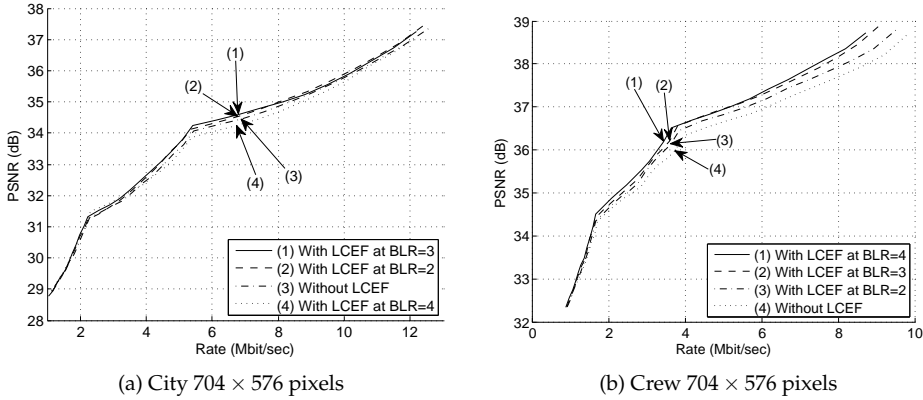 38
37
36
35
34
33
32
31
30
29
28
PSNR (dB)
2
4
6
8
10
12
Rate (Mbit/sec)
(1)
(2)
(3)
(4)
(1) With LCEF at BLR=3
(2) With LCEF at BLR=2
(3) Without LCEF
(4) With LCEF at BLR=4
(a) City 704 × 576 pixels
39
38
37
36
35
34
33
32
PSNR (dB)
0
2
4
6
8
10
Rate (Mbit/sec)
(1)
(2)
(3)
(4)
(1) With LCEF at BLR=4
(2) With LCEF at BLR=3
(3) With LCEF at BLR=2
(4) Without LCEF
(b) Crew 704 × 576 pixels